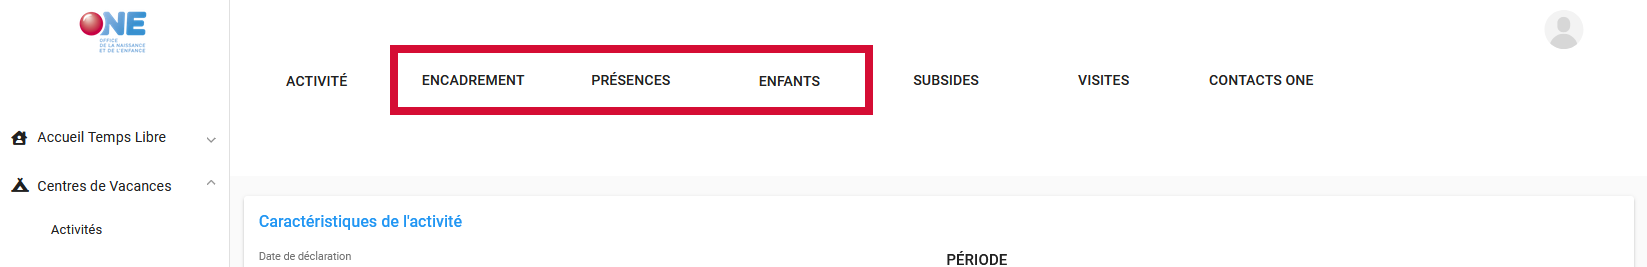 ONE
OFFICE
DE LA NAISSANCE
ET DE L'ENFANCE
ACTIVITÉ ENCADREMENT PRÉSENCES ENFANTS SUBSIDES VISITES CONTACTS ONE
Accueil Temps Libre
Centres de Vacances
Activités
Caractéristiques de l'activité
Date de déclaration
PÉRIODE